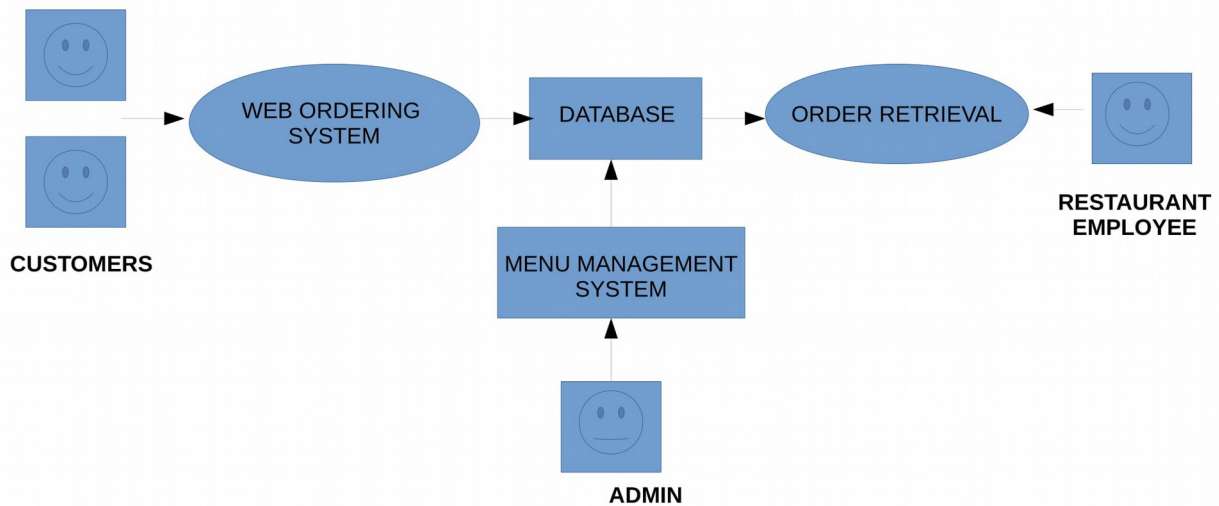 WEB ORDERING
SYSTEM
DATABASE
ORDER RETRIEVAL
RESTAURANT
EMPLOYEE
CUSTOMERS
MENU MANAGEMENT
SYSTEM
ADMIN